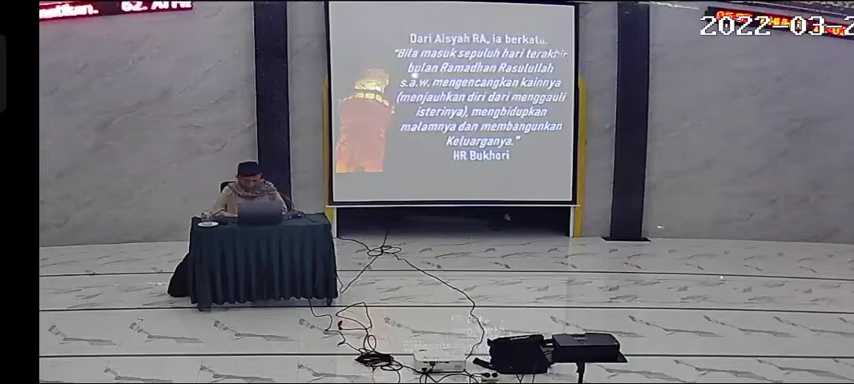 2022-03-2
Dari Aisyah RA, ia berkata,
"Bila masuk sepuluh hari terakhir
bulan Ramadhan Rasulullah
s.a.w. mengencangkan kainnya
(menjauhkan diri dari menggauli
isterinya), menghidupkan
malamnya dan membangunkan
Keluarganya."
HR Bukhori